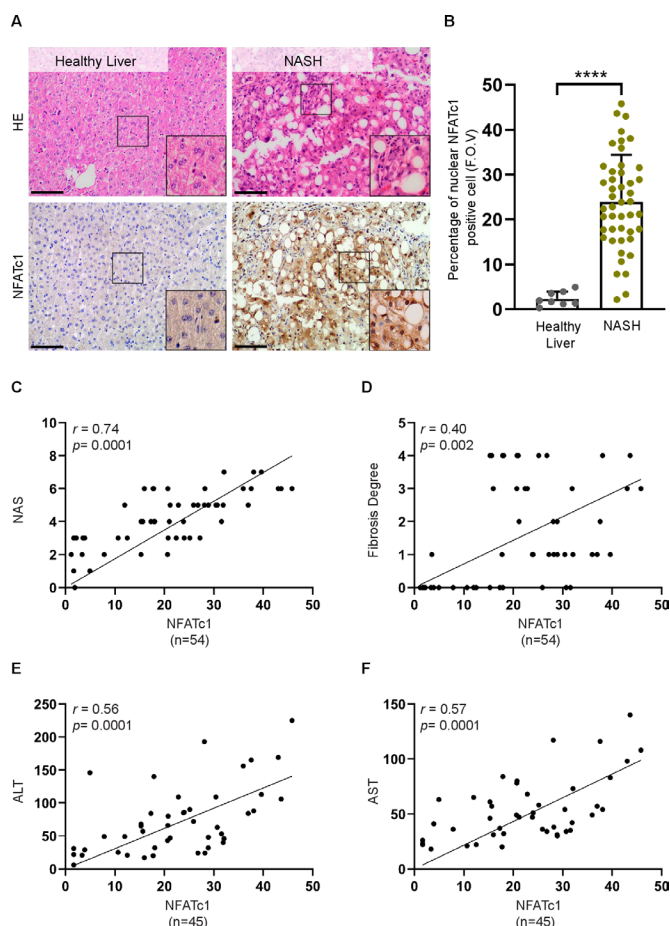 A
Healthy Liver
NASH
HE
NFATc1
B
Percentage of nuclear NFATc1
positive cell (F.O.V)
50
40
30
20
10
0
****
Healthy
Liver
NASH
C
r = 0.74
p= 0.0001
NAS
10
8
6
4
2
0
0 10 20 30 40 50
NFATc1
(n=54)
D
r = 0.40
p= 0.002
Fibrosis Degree
5
4
3
2
1
0
0 10 20 30 40 50
NFATc1
(n=54)
E
r = 0.56
p= 0.0001
ALT
250
200
150
100
50
0
0 10 20 30 40 50
NFATc1
(n=45)
F
r = 0.57
p= 0.0001
AST
150
100
50
0
0 10 20 30 40 50
NFATc1
(n=45)